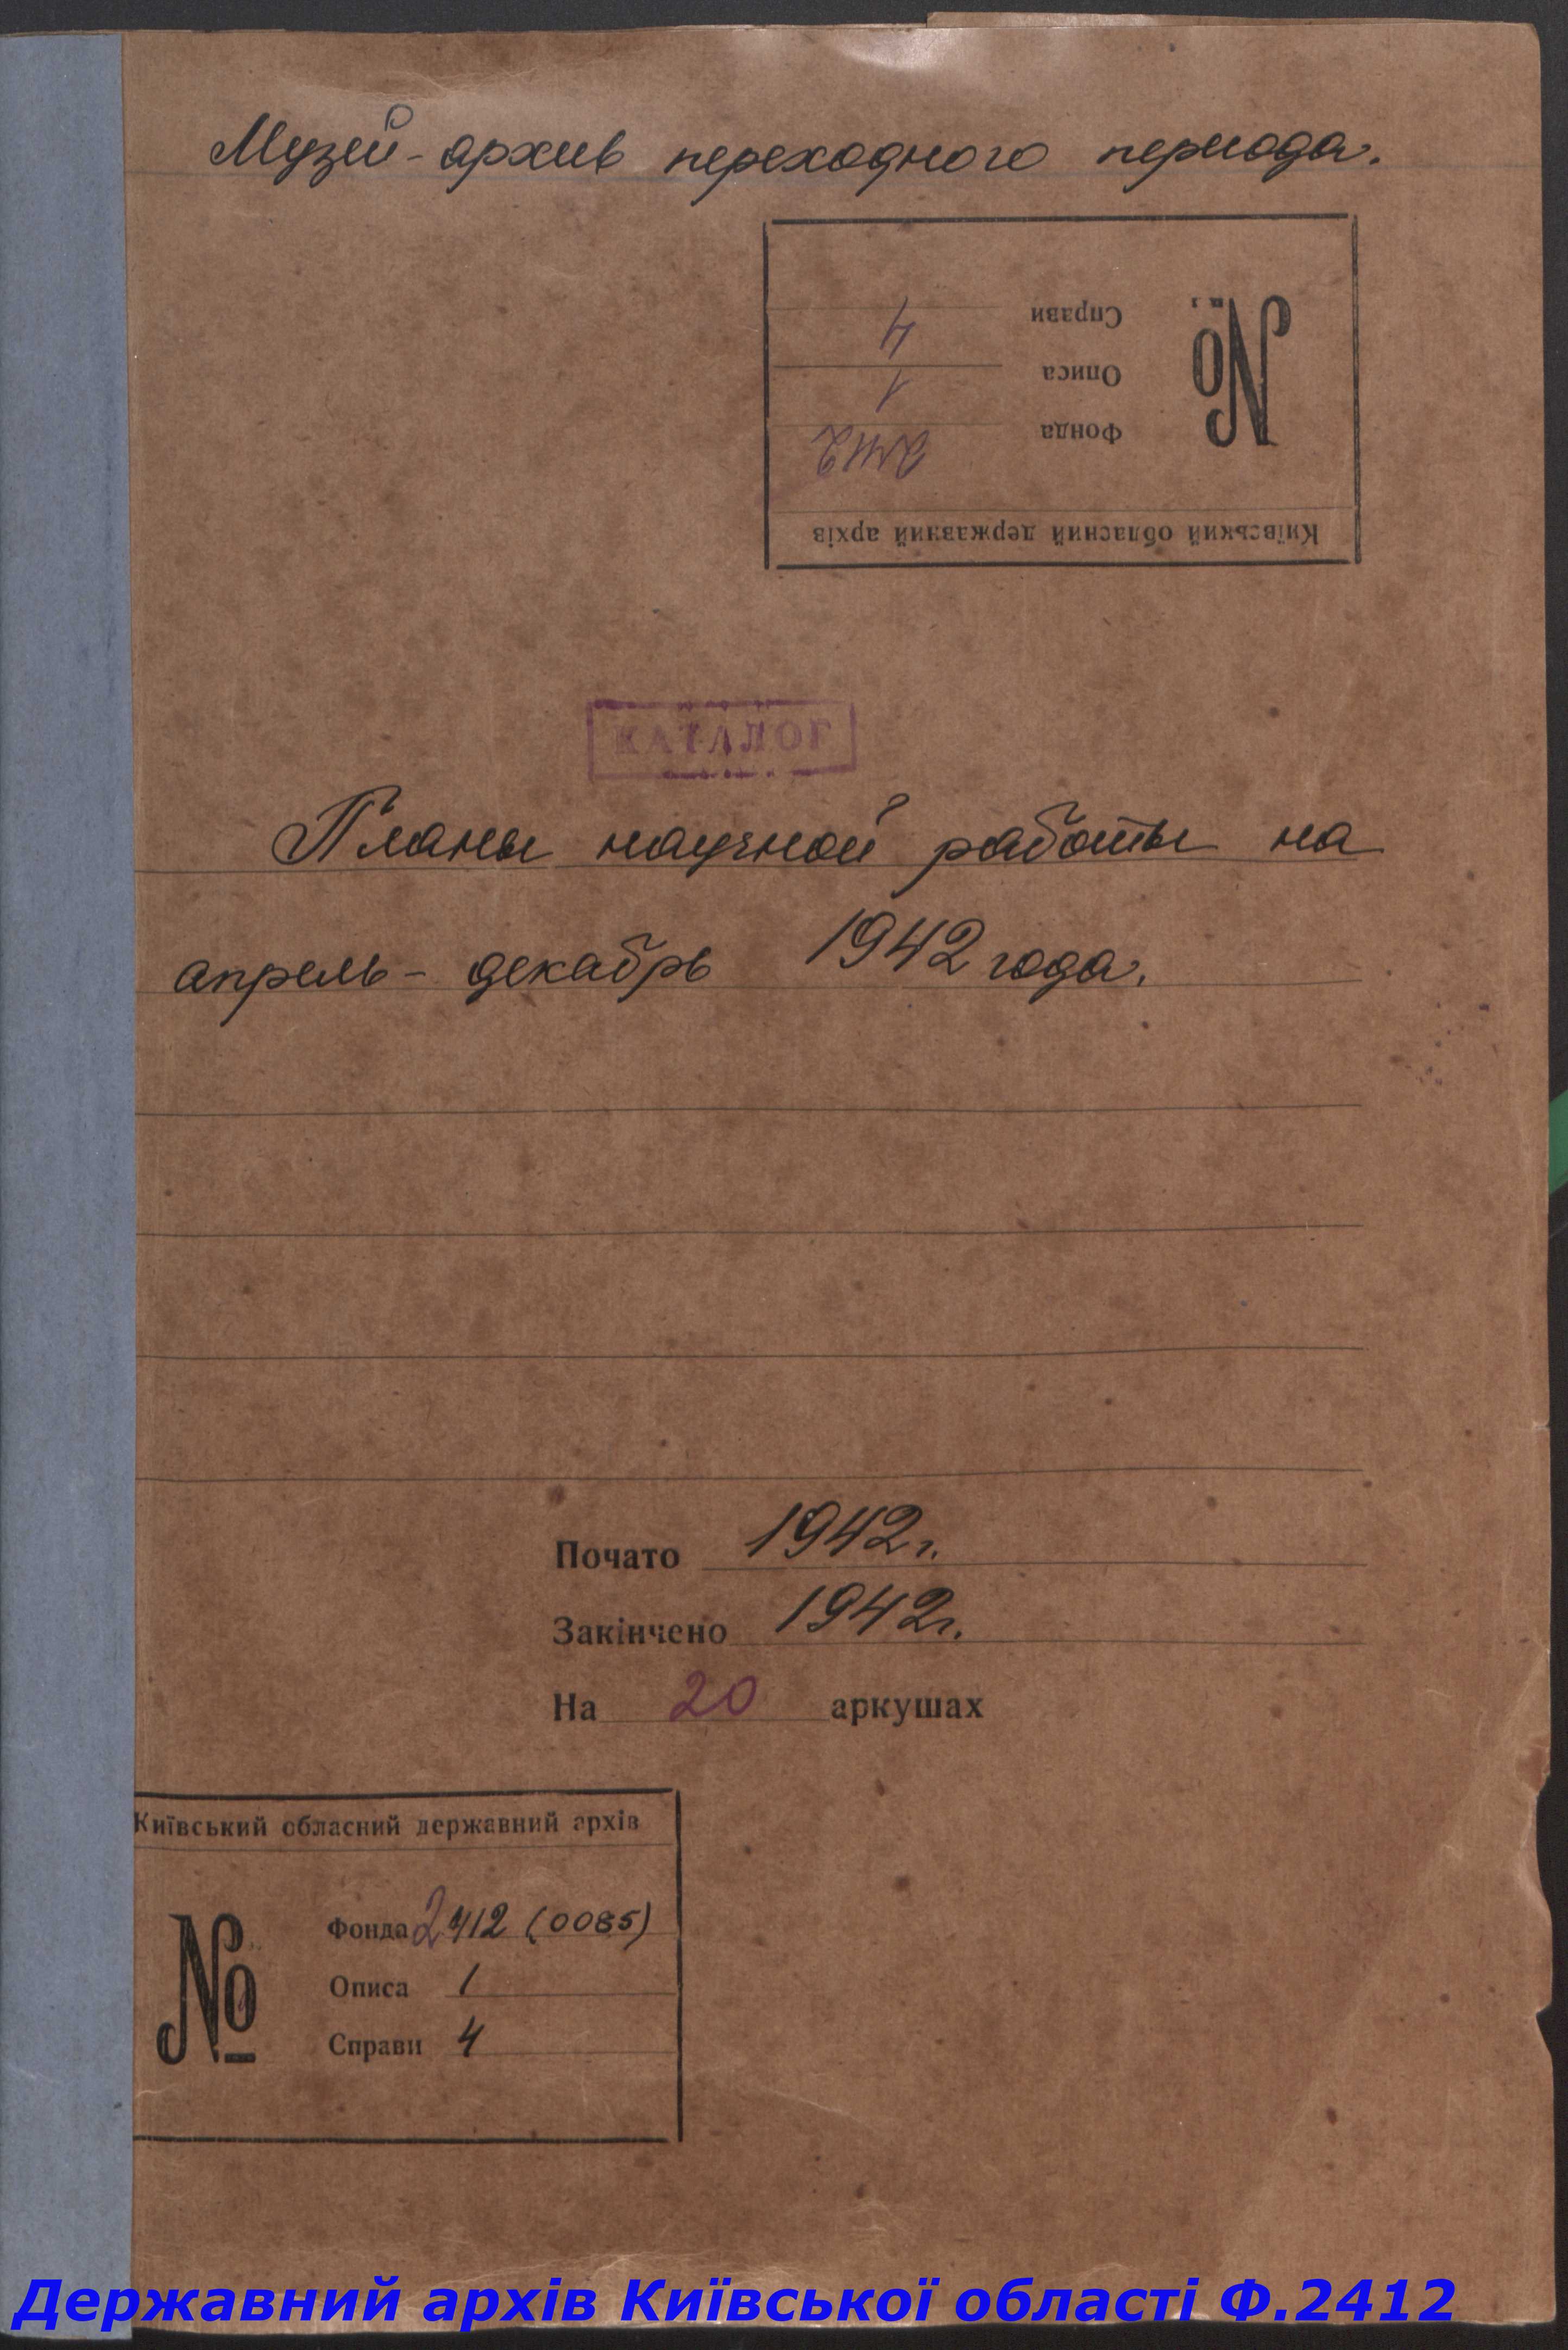 Музей-архив переходного периода.
Київський обласний державний архів
№
Фонда 2412
Описа 1
Справи 4
КАТАЛОГ
Планы научной работы на
апрель-декабрь 1942 года.
Почато 1942г.
Закінчено 1942г.
На 20 аркушах
Київський обласний державний архів
№
Фонда 2412 (0085)
Описа 1
Справи 4
Державний архів Київської області Ф.2412